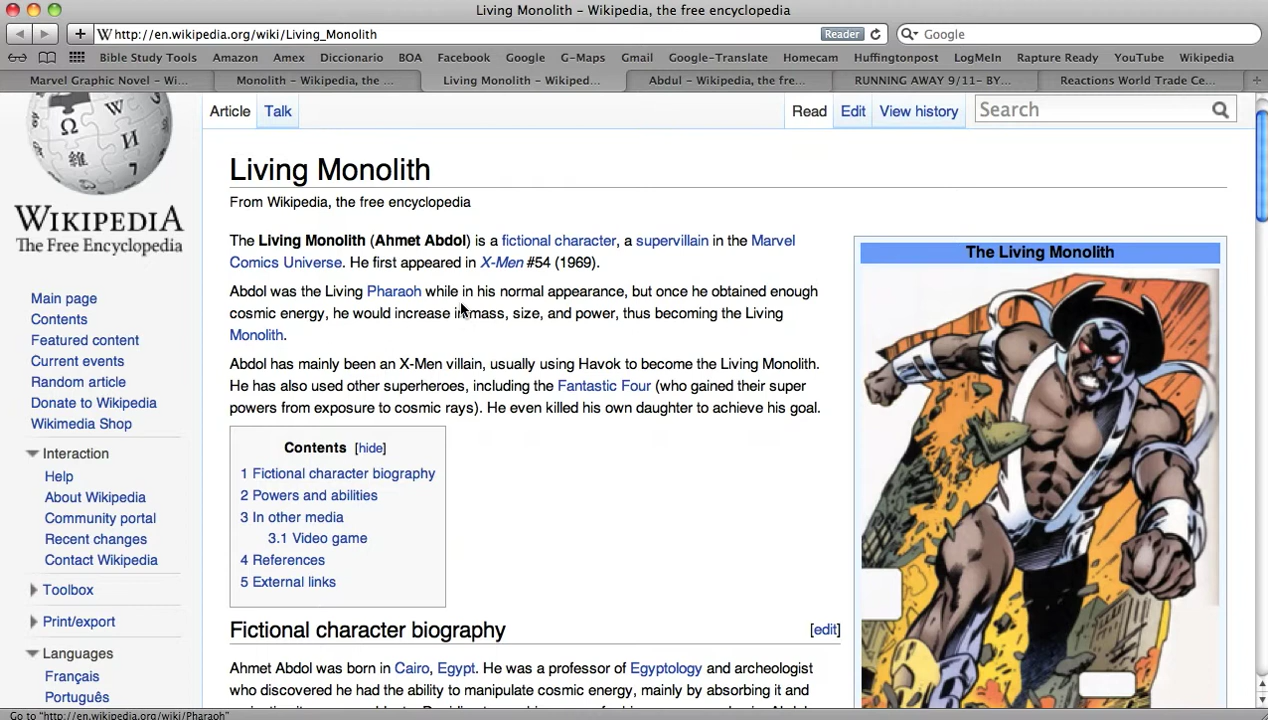 Living Monolith – Wikipedia, the free encyclopedia
http://en.wikipedia.org/wiki/Living_Monolith
Reader
Google
Bible Study Tools Amazon Amex Diccionario BOA Facebook Google G-Maps Gmail Google-Translate Homecam Huffingtonpost LogMeIn Rapture Ready YouTube Wikipedia
Marvel Graphic Novel – Wi... Monolith – Wikipedia, the ... Living Monolith – Wikiped... Abdul – Wikipedia, the fre... RUNNING AWAY 9/11– BY... Reactions World Trade Ce...
WIKIPEDIA
The Free Encyclopedia
Main page
Contents
Featured content
Current events
Random article
Donate to Wikipedia
Wikimedia Shop
Interaction
Help
About Wikipedia
Community portal
Recent changes
Contact Wikipedia
Toolbox
Print/export
Languages
Français
Português
Article Talk
Read Edit View history
Search
Living Monolith
From Wikipedia, the free encyclopedia
The Living Monolith (Ahmet Abdol) is a fictional character, a supervillain in the Marvel
Comics Universe. He first appeared in X-Men #54 (1969).
Abdol was the Living Pharaoh while in his normal appearance, but once he obtained enough
cosmic energy, he would increase in mass, size, and power, thus becoming the Living
Monolith.
Abdol has mainly been an X-Men villain, usually using Havok to become the Living Monolith.
He has also used other superheroes, including the Fantastic Four (who gained their super
powers from exposure to cosmic rays). He even killed his own daughter to achieve his goal.
Contents [hide]
1 Fictional character biography
2 Powers and abilities
3 In other media
3.1 Video game
4 References
5 External links
Fictional character biography
[edit]
Ahmet Abdol was born in Cairo, Egypt. He was a professor of Egyptology and archeologist
who discovered he had the ability to manipulate cosmic energy, mainly by absorbing it and
The Living Monolith
Go to "http://en.wikipedia.org/wiki/Pharaoh"